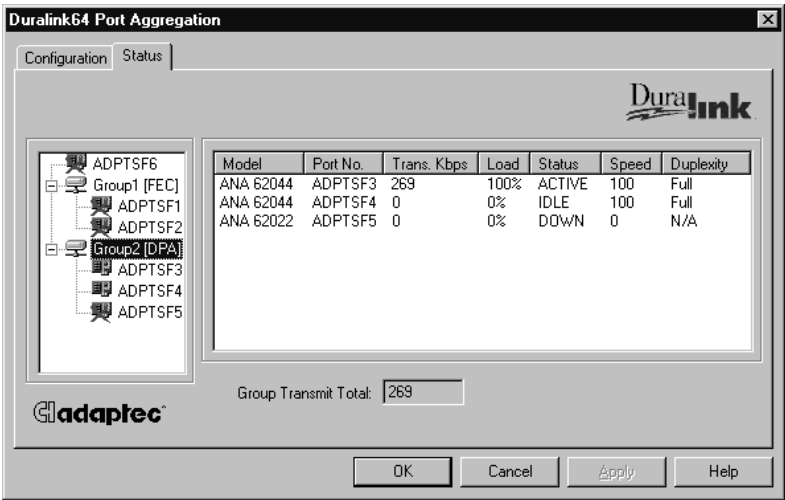 Duralink64 Port Aggregation
Configuration Status
Duralink
ADPTSF6
Group1 [FEC]
ADPTSF1
ADPTSF2
Group2 [DPA]
ADPTSF3
ADPTSF4
ADPTSF5
Model Port No. Trans. Kbps Load Status Speed Duplexity
ANA 62044 ADPTSF3 269 100% ACTIVE 100 Full
ANA 62044 ADPTSF4 0 0% IDLE 100 Full
ANA 62022 ADPTSF5 0 0% DOWN 0 N/A
Group Transmit Total: 269
adaptec
OK Cancel Apply Help